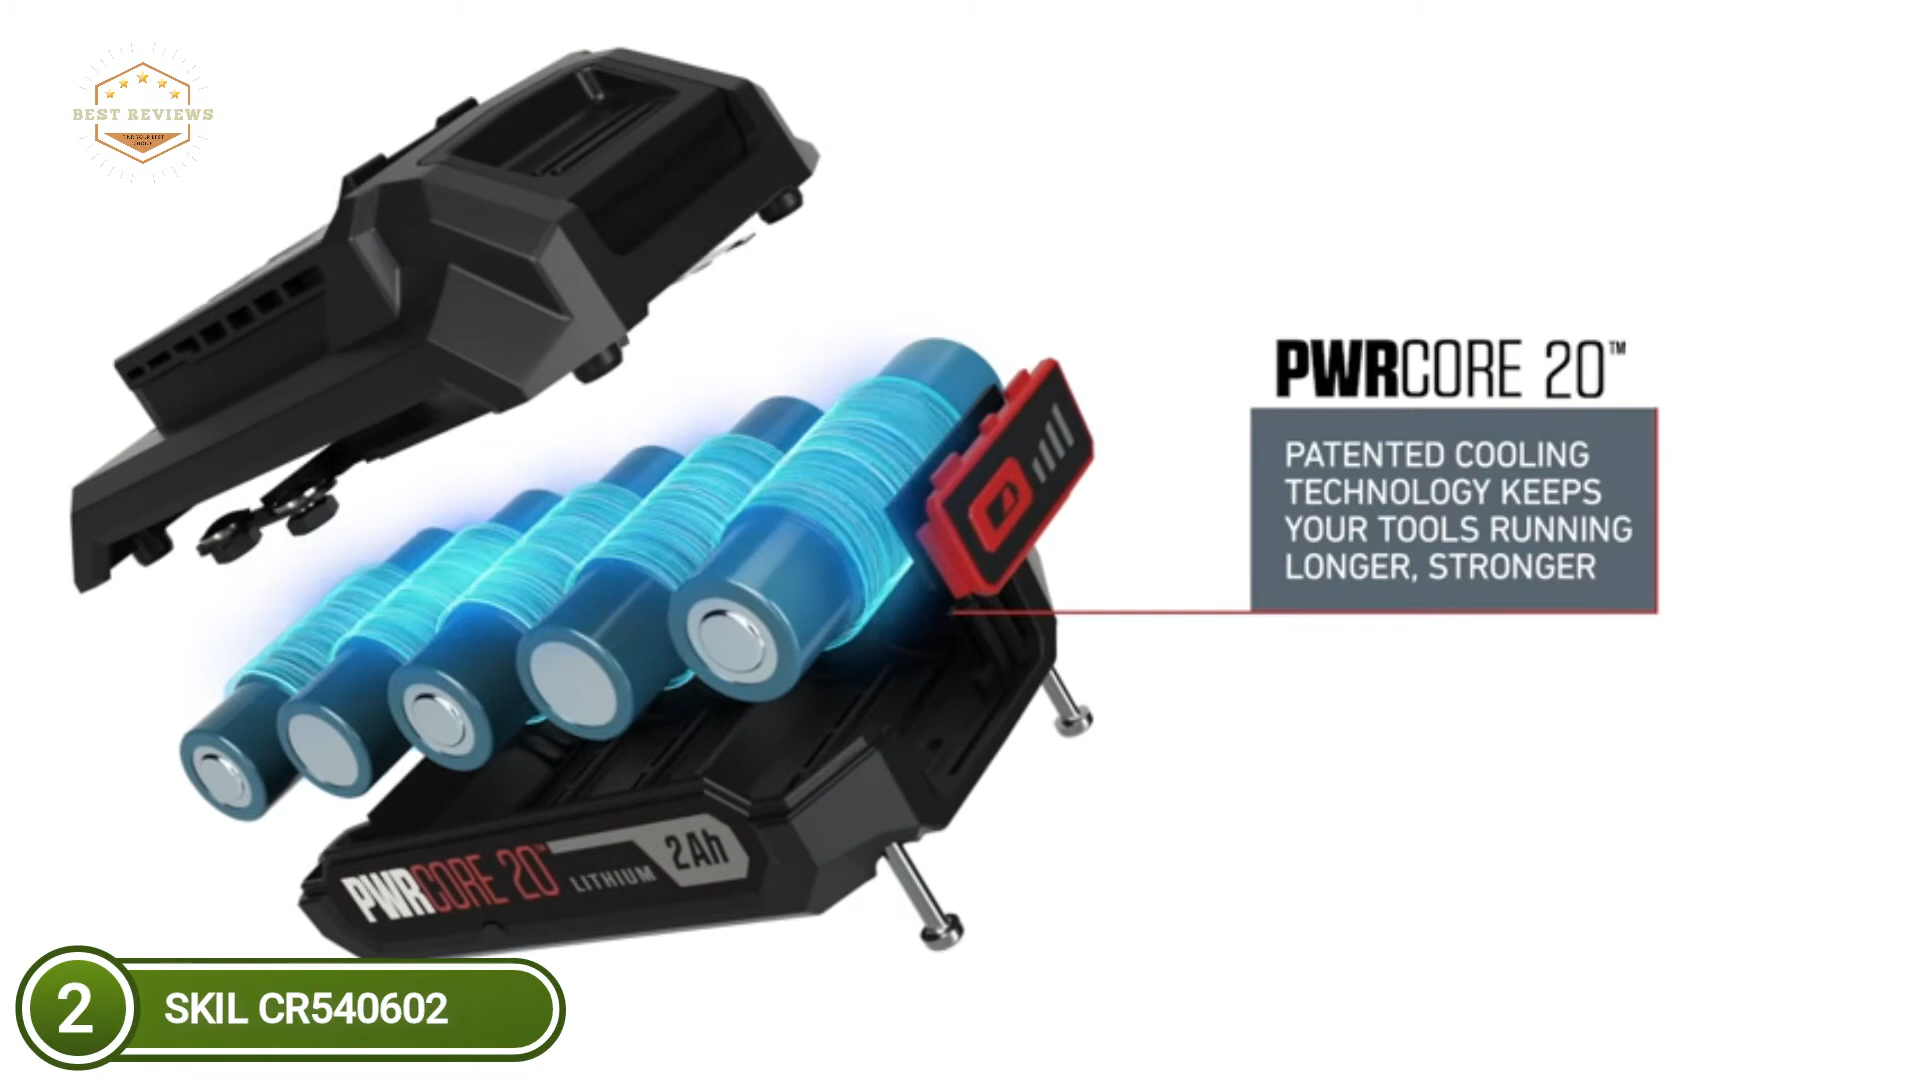 BEST REVIEWS
PWRCORE 20™
PATENTED COOLING
TECHNOLOGY KEEPS
YOUR TOOLS RUNNING
LONGER, STRONGER
PWRCORE 20™ LITHIUM 2Ah
2 SKIL CR540602